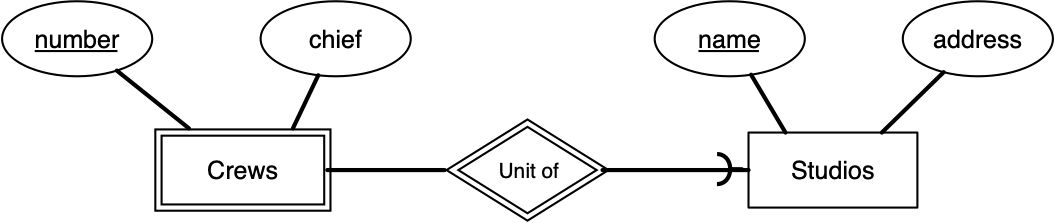 number
chief
name
address
Crews
Unit of
Studios